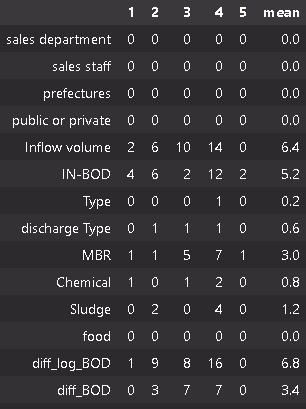 1 2 3 4 5 mean
sales department 0 0 0 0 0 0.0
sales staff 0 0 0 0 0 0.0
prefectures 0 0 0 0 0 0.0
public or private 0 0 0 0 0 0.0
Inflow volume 2 6 10 14 0 6.4
IN-BOD 4 6 2 12 2 5.2
Type 0 0 0 1 0 0.2
discharge Type 0 1 1 1 0 0.6
MBR 1 1 5 7 1 3.0
Chemical 1 0 1 2 0 0.8
Sludge 0 2 0 4 0 1.2
food 0 0 0 0 0 0.0
diff_log_BOD 1 9 8 16 0 6.8
diff_BOD 0 3 7 7 0 3.4